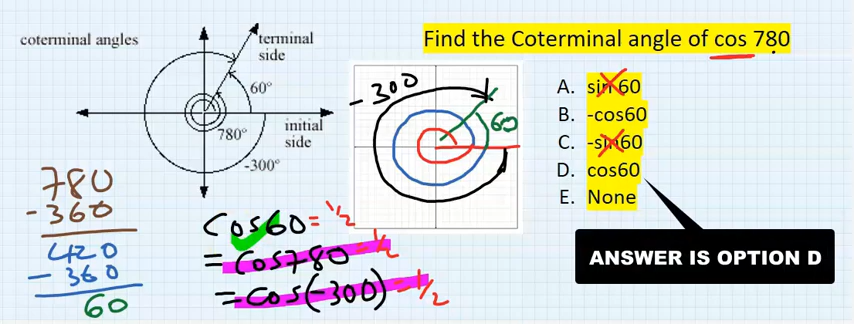 coterminal angles
terminal
side
60°
780°
initial
side
-300°
Find the Coterminal angle of cos 780
-300
60
A. sin 60
B. -cos60
C. -sin60
D. cos60
E. None
ANSWER IS OPTION D
780
-360
420
-360
60
Cos60 = 1/2
= Cos780 = 1/2
= Cos(-300) = 1/2